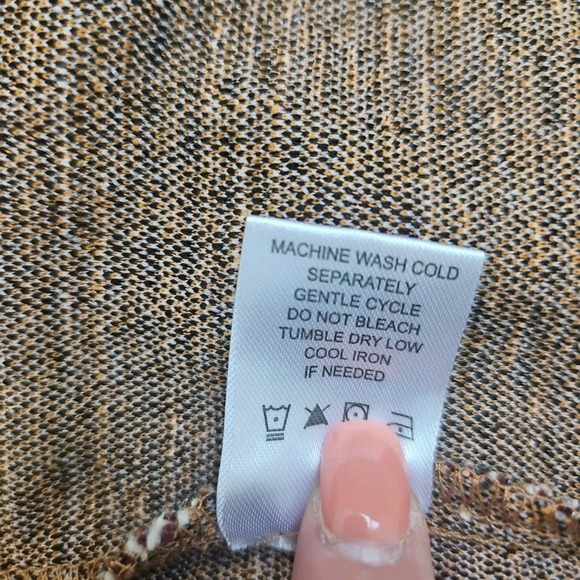 MACHINE WASH COLD
SEPARATELY
GENTLE CYCLE
DO NOT BLEACH
TUMBLE DRY LOW
COOL IRON
IF NEEDED